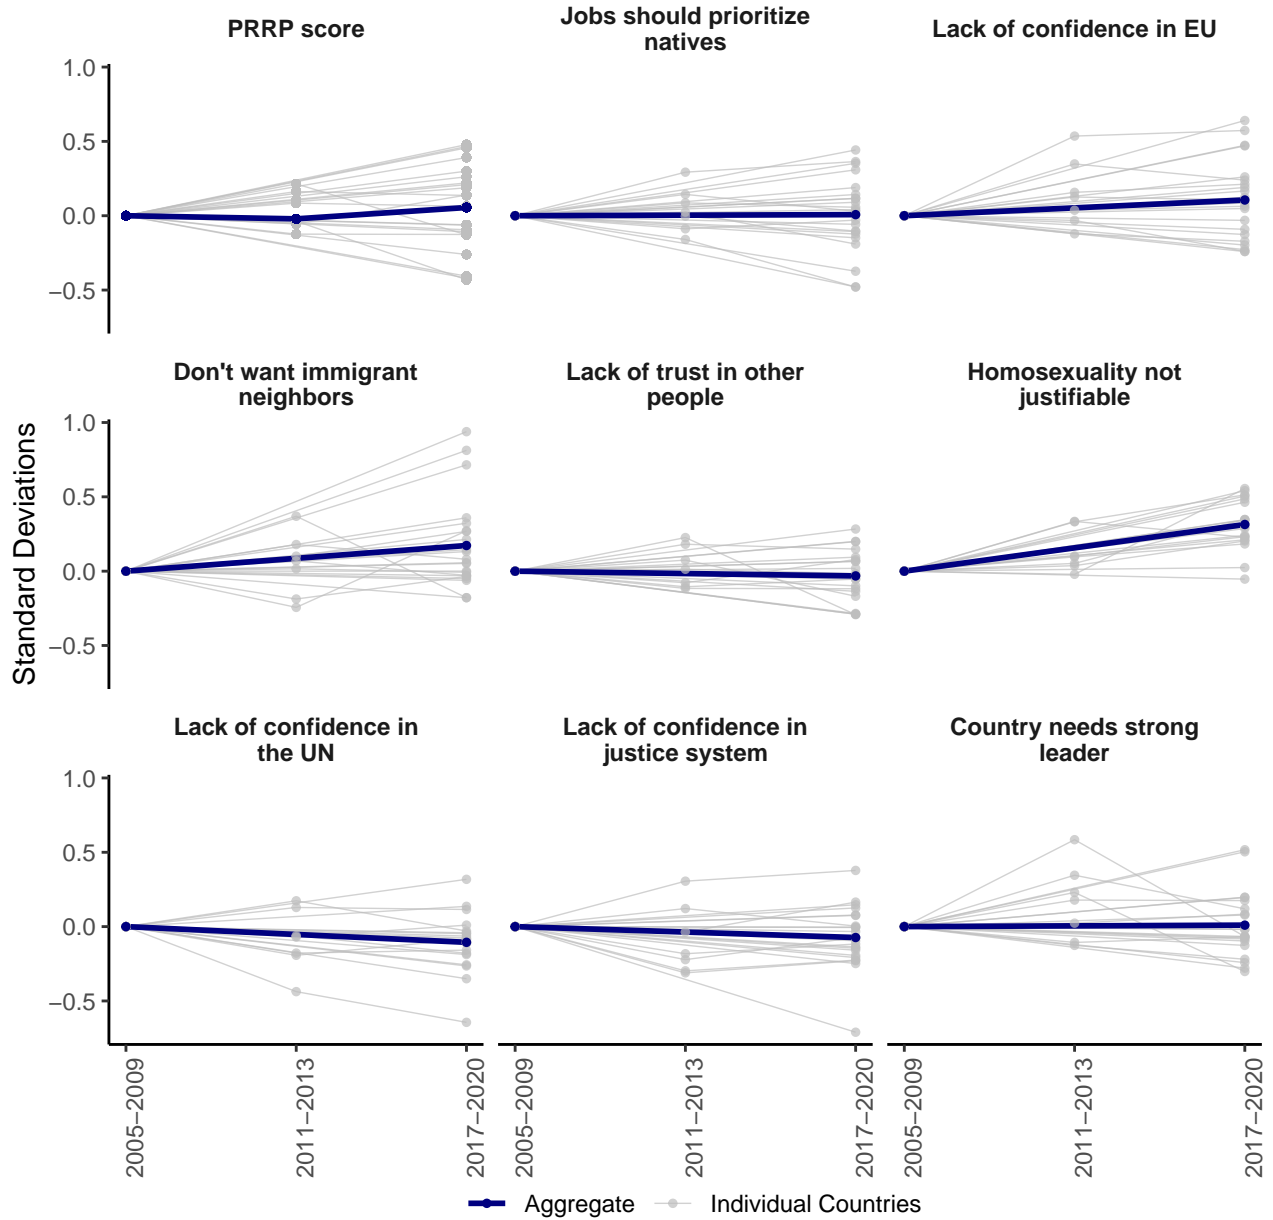 PRRP score
Jobs should prioritize
natives
Lack of confidence in EU
1.0
0.5
0.0
−0.5
Don't want immigrant
neighbors
Lack of trust in other
people
Homosexuality not
justifiable
1.0
0.5
0.0
−0.5
Standard Deviations
Lack of confidence in
the UN
Lack of confidence in
justice system
Country needs strong
leader
1.0
0.5
0.0
−0.5
2005−2009
2011−2013
2017−2020
2005−2009
2011−2013
2017−2020
2005−2009
2011−2013
2017−2020
Aggregate
Individual Countries